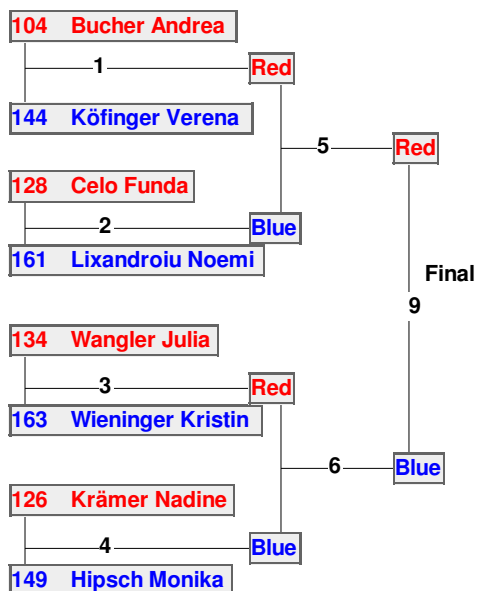 104 Bucher Andrea
1 Red
144 Köfinger Verena
5 Red
128 Celo Funda
2 Blue
161 Lixandroiu Noemi
Final
9
134 Wangler Julia
3 Red
163 Wieninger Kristin
6 Blue
126 Krämer Nadine
4 Blue
149 Hipsch Monika